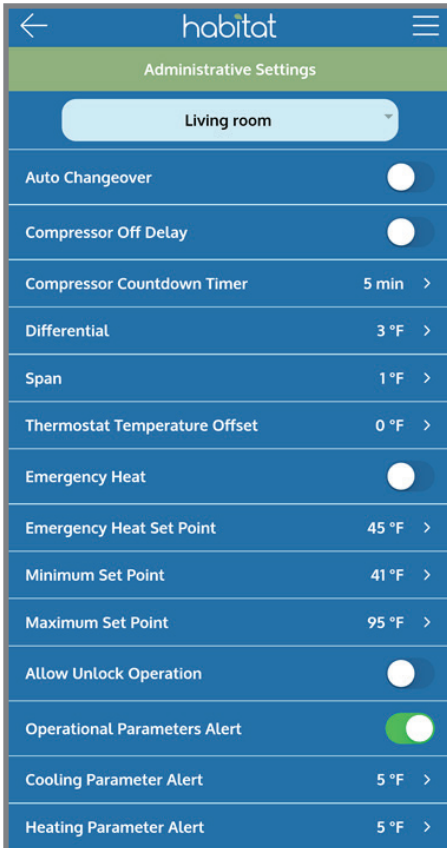 habitat
Administrative Settings
Living room
Auto Changeover
Compressor Off Delay
Compressor Countdown Timer 5 min >
Differential 3 °F >
Span 1 °F >
Thermostat Temperature Offset 0 °F >
Emergency Heat
Emergency Heat Set Point 45 °F >
Minimum Set Point 41 °F >
Maximum Set Point 95 °F >
Allow Unlock Operation
Operational Parameters Alert
Cooling Parameter Alert 5 °F >
Heating Parameter Alert 5 °F >